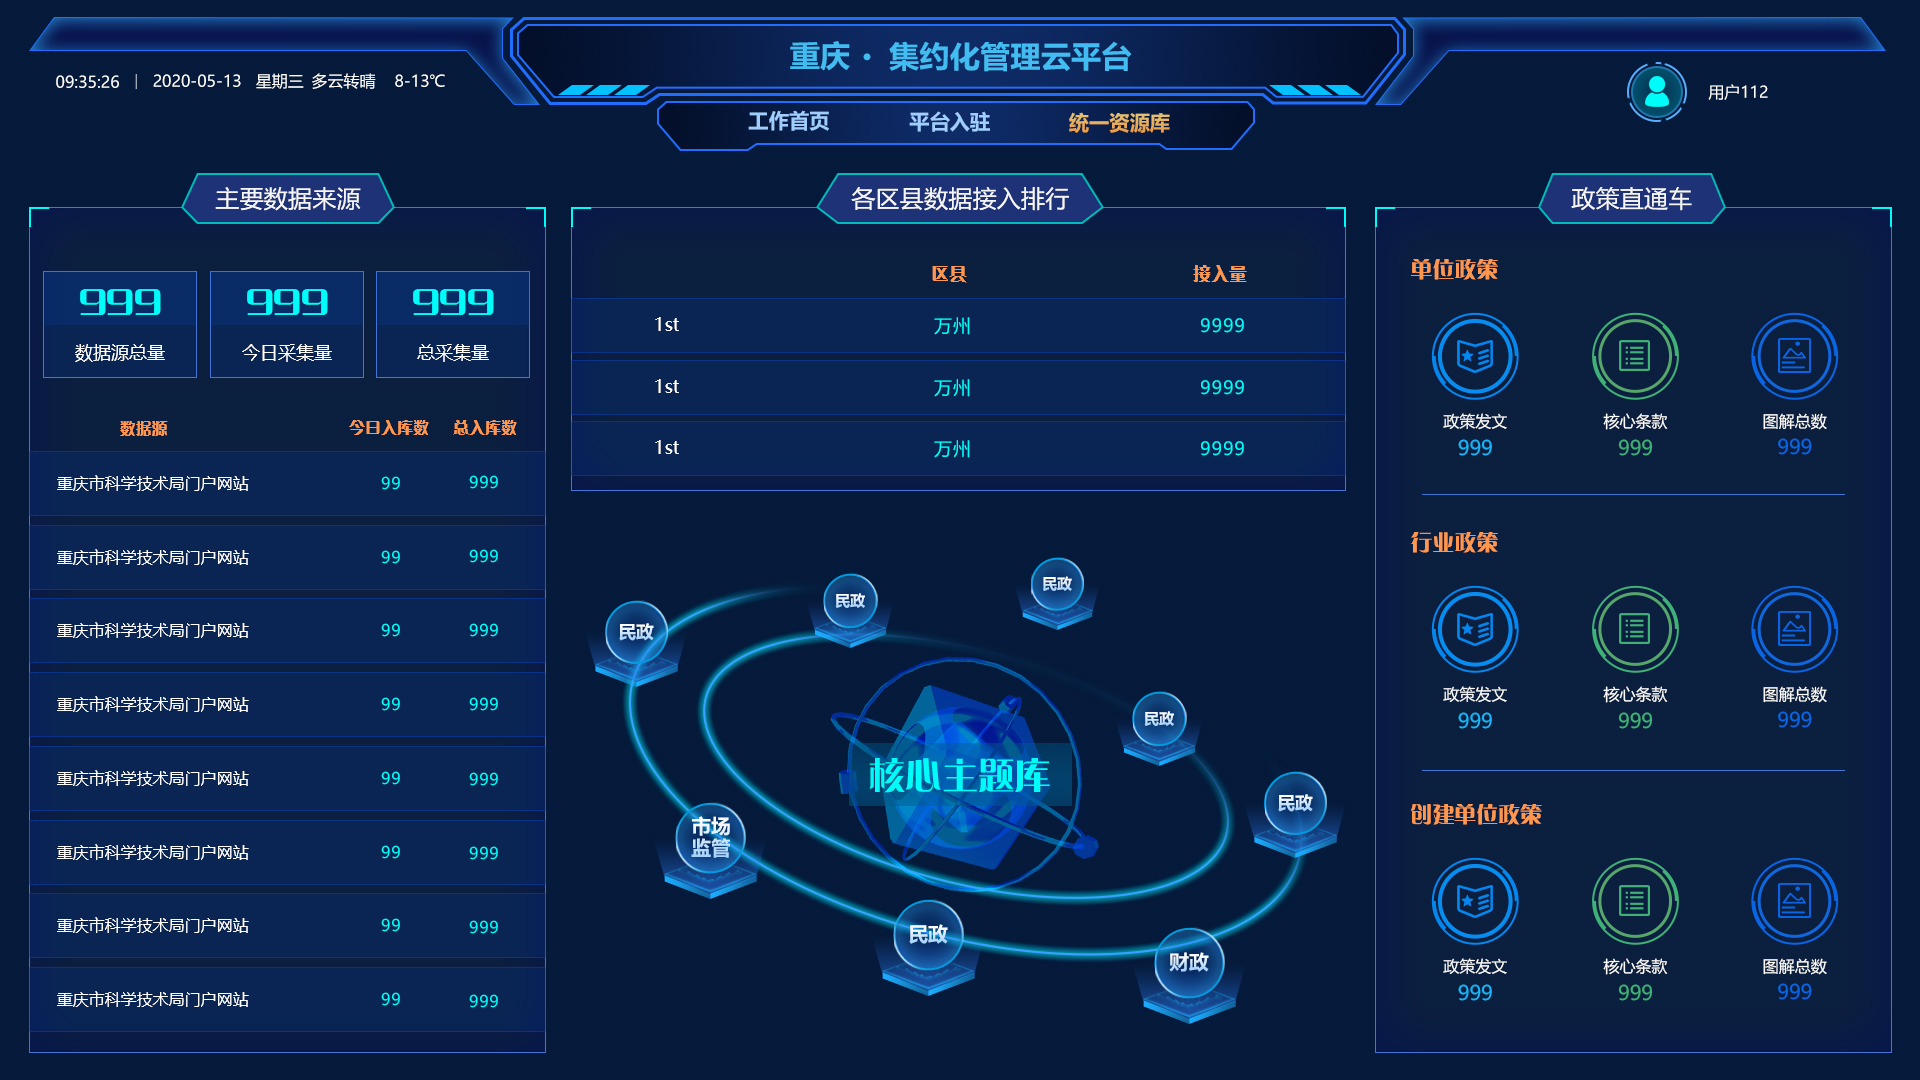 重庆 · 集约化管理云平台
09:35:26 | 2020-05-13 星期三 多云转晴 8-13℃
用户112
工作首页 平台入驻 统一资源库
主要数据来源
999 999 999
数据源总量 今日采集量 总采集量
数据源 今日入库数 总入库数
重庆市科学技术局门户网站 99 999
重庆市科学技术局门户网站 99 999
重庆市科学技术局门户网站 99 999
重庆市科学技术局门户网站 99 999
重庆市科学技术局门户网站 99 999
重庆市科学技术局门户网站 99 999
重庆市科学技术局门户网站 99 999
重庆市科学技术局门户网站 99 999
各区县数据接入排行
区县 接入量
1st 万州 9999
1st 万州 9999
1st 万州 9999
民政
民政
民政
民政
核心主题库
民政
市场
监管
民政
财政
政策直通车
单位政策
政策发文 核心条款 图解总数
999 999 999
行业政策
政策发文 核心条款 图解总数
999 999 999
创建单位政策
政策发文 核心条款 图解总数
999 999 999